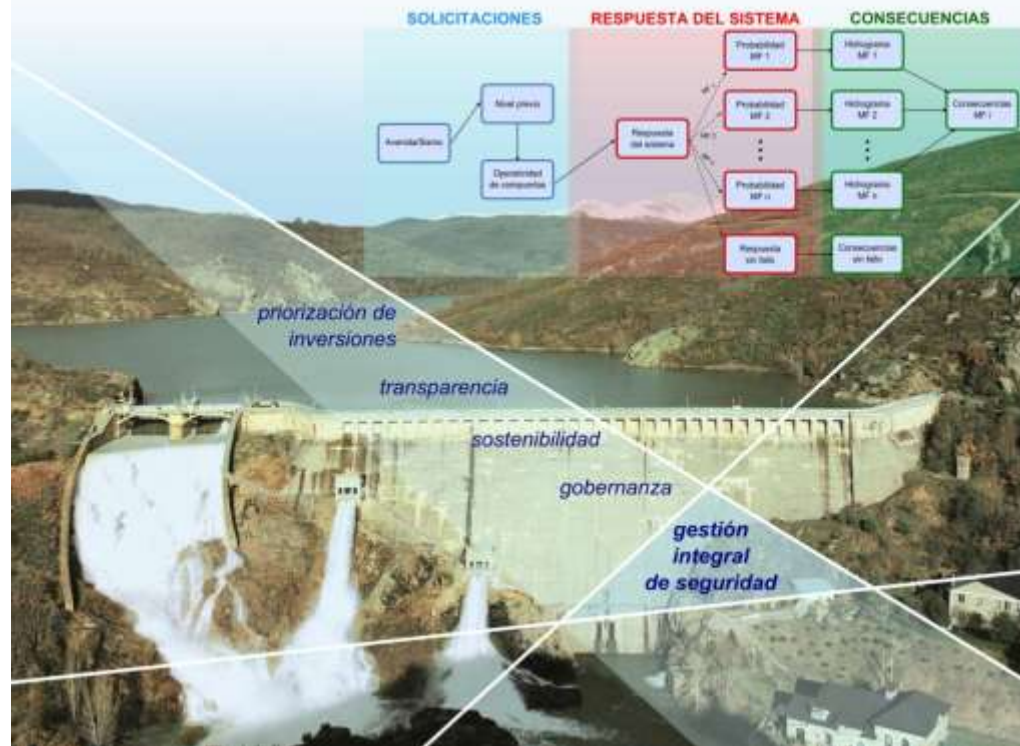 SOLICITACIONES
RESPUESTA DEL SISTEMA
CONSECUENCIAS
Avenida/Sismo
Nivel previo
Operatividad
de compuertas
Respuesta
del sistema
Probabilidad
MF 1
Probabilidad
MF 2
Probabilidad
MF n
Respuesta
sin fallo
Hidrograma
MF 1
Hidrograma
MF 2
Hidrograma
MF n
Consecuencias
sin fallo
Consecuencias
MF i
priorización de
inversiones
transparencia
sostenibilidad
gobernanza
gestión
integral
de seguridad